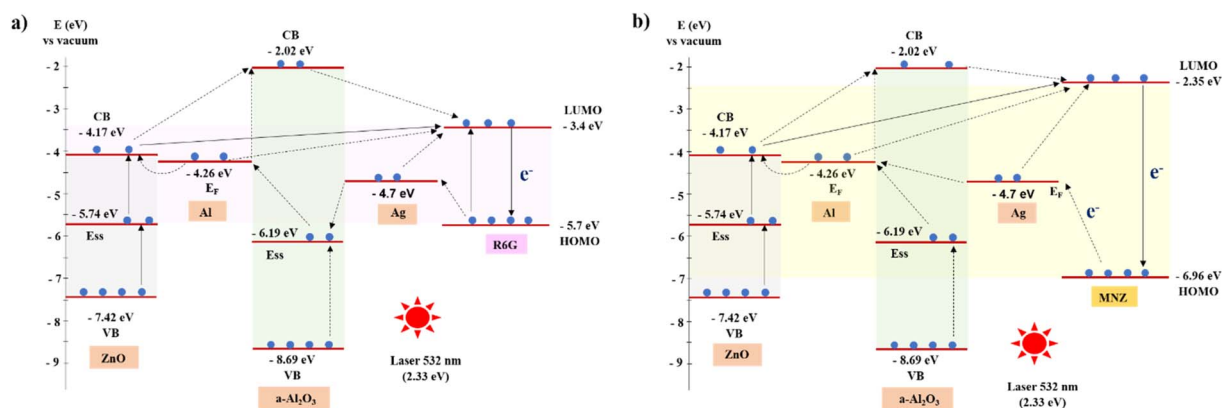 a)
E (eV)
vs vacuum
CB
- 2.02 eV
- 2
- 3
- 4
- 5
- 6
- 7
- 8
- 9
CB
- 4.17 eV
- 5.74 eV
Ess
- 7.42 eV
VB
ZnO
- 4.26 eV
E_F
Al
- 6.19 eV
Ess
- 8.69 eV
VB
a-Al₂O₃
- 4.7 eV
Ag
LUMO
- 3.4 eV
e⁻
- 5.7 eV
HOMO
R6G
Laser 532 nm
(2.33 eV)
b)
E (eV)
vs vacuum
CB
- 2.02 eV
- 2
- 3
- 4
- 5
- 6
- 7
- 8
- 9
CB
- 4.17 eV
- 5.74 eV
Ess
- 7.42 eV
VB
ZnO
- 4.26 eV
E_F
Al
- 6.19 eV
Ess
- 8.69 eV
VB
a-Al₂O₃
- 4.7 eV
E_F
Ag
LUMO
- 2.35 eV
e⁻
e⁻
- 6.96 eV
HOMO
MNZ
Laser 532 nm
(2.33 eV)